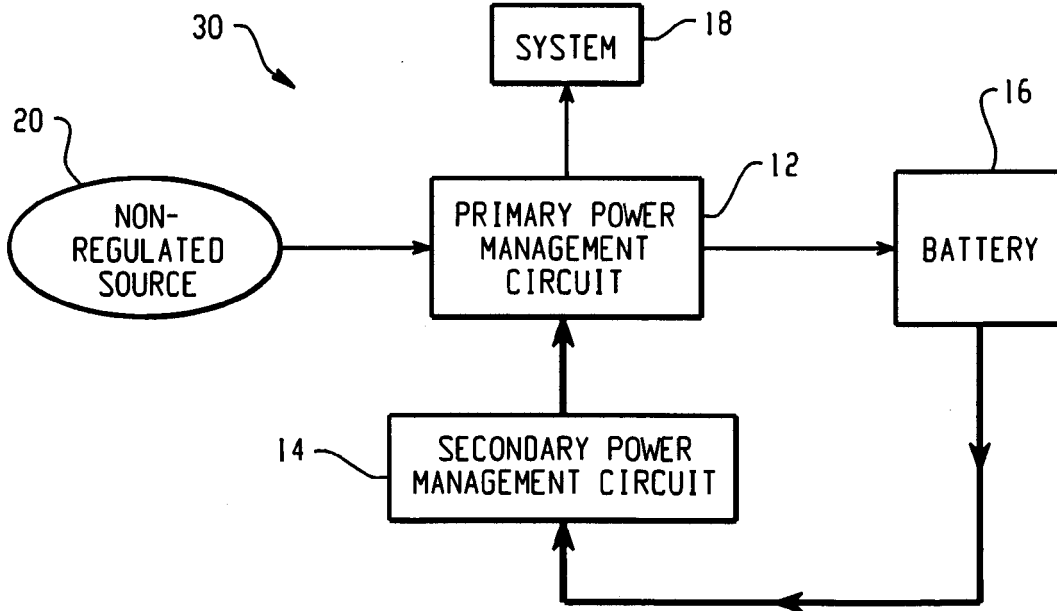 30
SYSTEM
18
20
NON-
REGULATED
SOURCE
PRIMARY POWER
MANAGEMENT
CIRCUIT
12
16
BATTERY
14
SECONDARY POWER
MANAGEMENT CIRCUIT